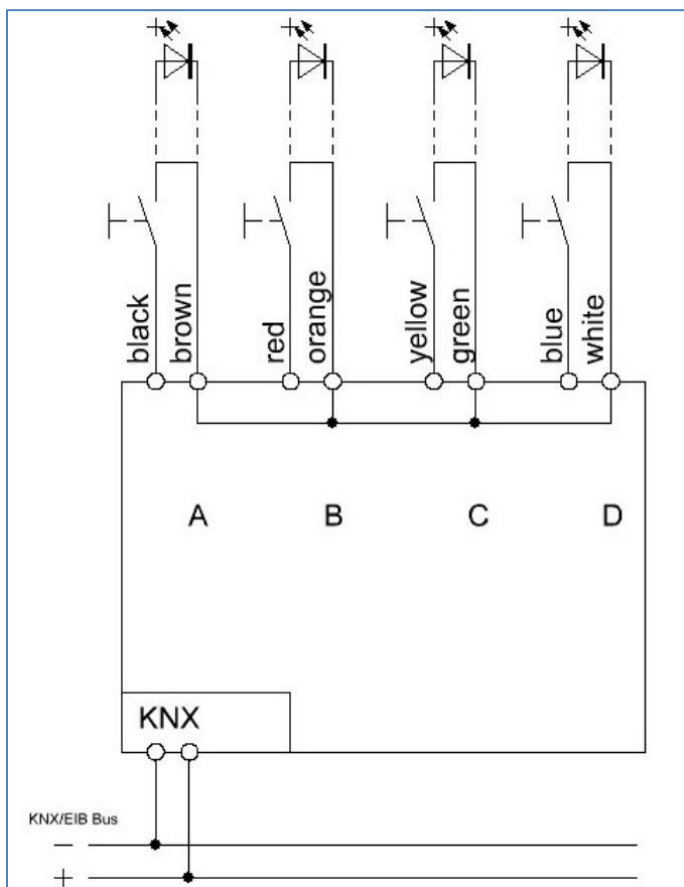 + + + +
black brown red orange yellow green blue white
A B C D
KNX
KNX/EIB Bus
−
+